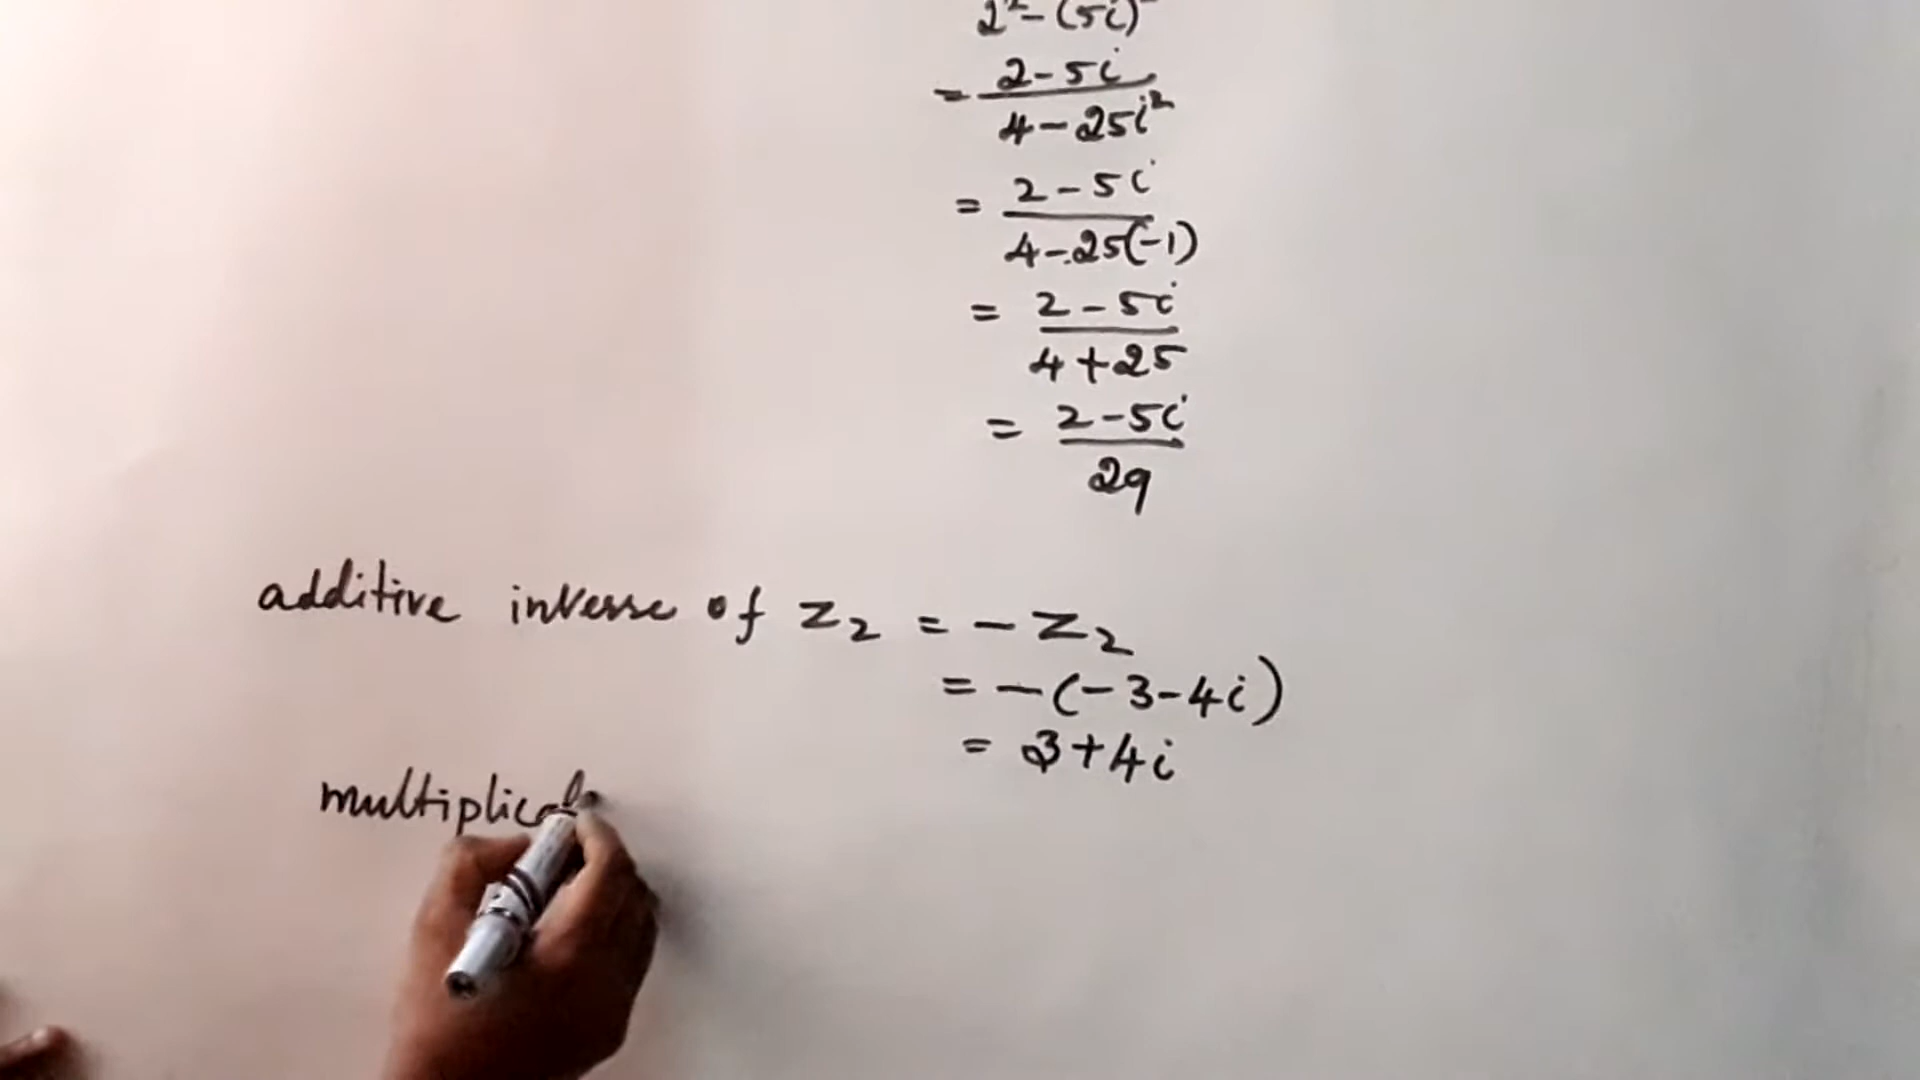 2² - (5i)²
= 2 - 5i / 4 - 25i²
= 2 - 5i / 4 - 25(-1)
= 2 - 5i / 4 + 25
= 2 - 5i / 29
additive inverse of z₂ = - z₂
= - (-3 - 4i)
= 3 + 4i
multiplicat